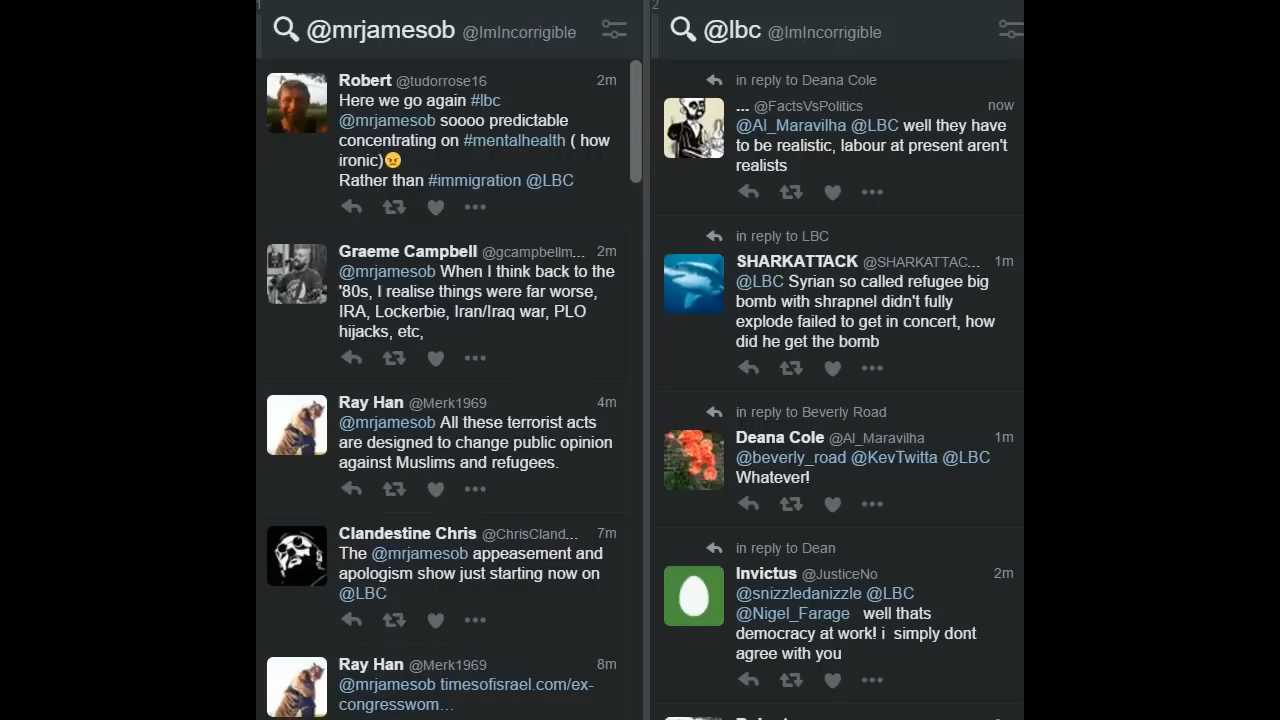 1
@mrjamesob @ImIncorrigible
Robert @tudorrose16 2m
Here we go again #lbc
@mrjamesob soooo predictable
concentrating on #mentalhealth ( how
ironic)😠
Rather than #immigration @LBC
Graeme Campbell @gcampbellm... 2m
@mrjamesob When I think back to the
'80s, I realise things were far worse,
IRA, Lockerbie, Iran/Iraq war, PLO
hijacks, etc,
Ray Han @Merk1969 4m
@mrjamesob All these terrorist acts
are designed to change public opinion
against Muslims and refugees.
Clandestine Chris @ChrisCland... 7m
The @mrjamesob appeasement and
apologism show just starting now on
@LBC
Ray Han @Merk1969 8m
@mrjamesob timesofisrael.com/ex-
congresswom…
2
@lbc @ImIncorrigible
in reply to Deana Cole
... @FactsVsPolitics now
@Al_Maravilha @LBC well they have
to be realistic, labour at present aren't
realists
in reply to LBC
SHARKATTACK @SHARKATTAC... 1m
@LBC Syrian so called refugee big
bomb with shrapnel didn't fully
explode failed to get in concert, how
did he get the bomb
in reply to Beverly Road
Deana Cole @Al_Maravilha 1m
@beverly_road @KevTwitta @LBC
Whatever!
in reply to Dean
Invictus @JusticeNo 2m
@snizzledanizzle @LBC
@Nigel_Farage well thats
democracy at work! i simply dont
agree with you